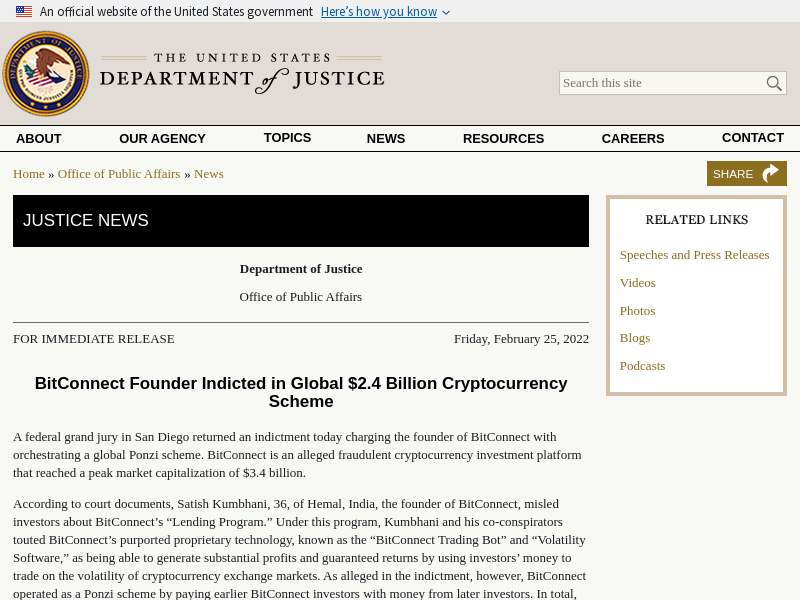 An official website of the United States government Here’s how you know
THE UNITED STATES
DEPARTMENT of JUSTICE
Search this site
ABOUT OUR AGENCY TOPICS NEWS RESOURCES CAREERS CONTACT
Home » Office of Public Affairs » News
SHARE
JUSTICE NEWS
Department of Justice
Office of Public Affairs
FOR IMMEDIATE RELEASE Friday, February 25, 2022
BitConnect Founder Indicted in Global $2.4 Billion Cryptocurrency
Scheme
A federal grand jury in San Diego returned an indictment today charging the founder of BitConnect with
orchestrating a global Ponzi scheme. BitConnect is an alleged fraudulent cryptocurrency investment platform
that reached a peak market capitalization of $3.4 billion.
According to court documents, Satish Kumbhani, 36, of Hemal, India, the founder of BitConnect, misled
investors about BitConnect’s “Lending Program.” Under this program, Kumbhani and his co-conspirators
touted BitConnect’s purported proprietary technology, known as the “BitConnect Trading Bot” and “Volatility
Software,” as being able to generate substantial profits and guaranteed returns by using investors’ money to
trade on the volatility of cryptocurrency exchange markets. As alleged in the indictment, however, BitConnect
operated as a Ponzi scheme by paying earlier BitConnect investors with money from later investors. In total,
RELATED LINKS
Speeches and Press Releases
Videos
Photos
Blogs
Podcasts